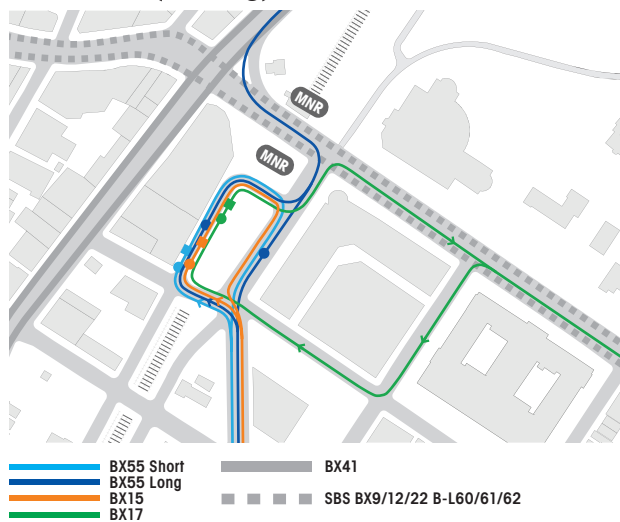 MNR
MNR
BX55 Short
BX55 Long
BX15
BX17
BX41
SBS BX9/12/22 B-L60/61/62